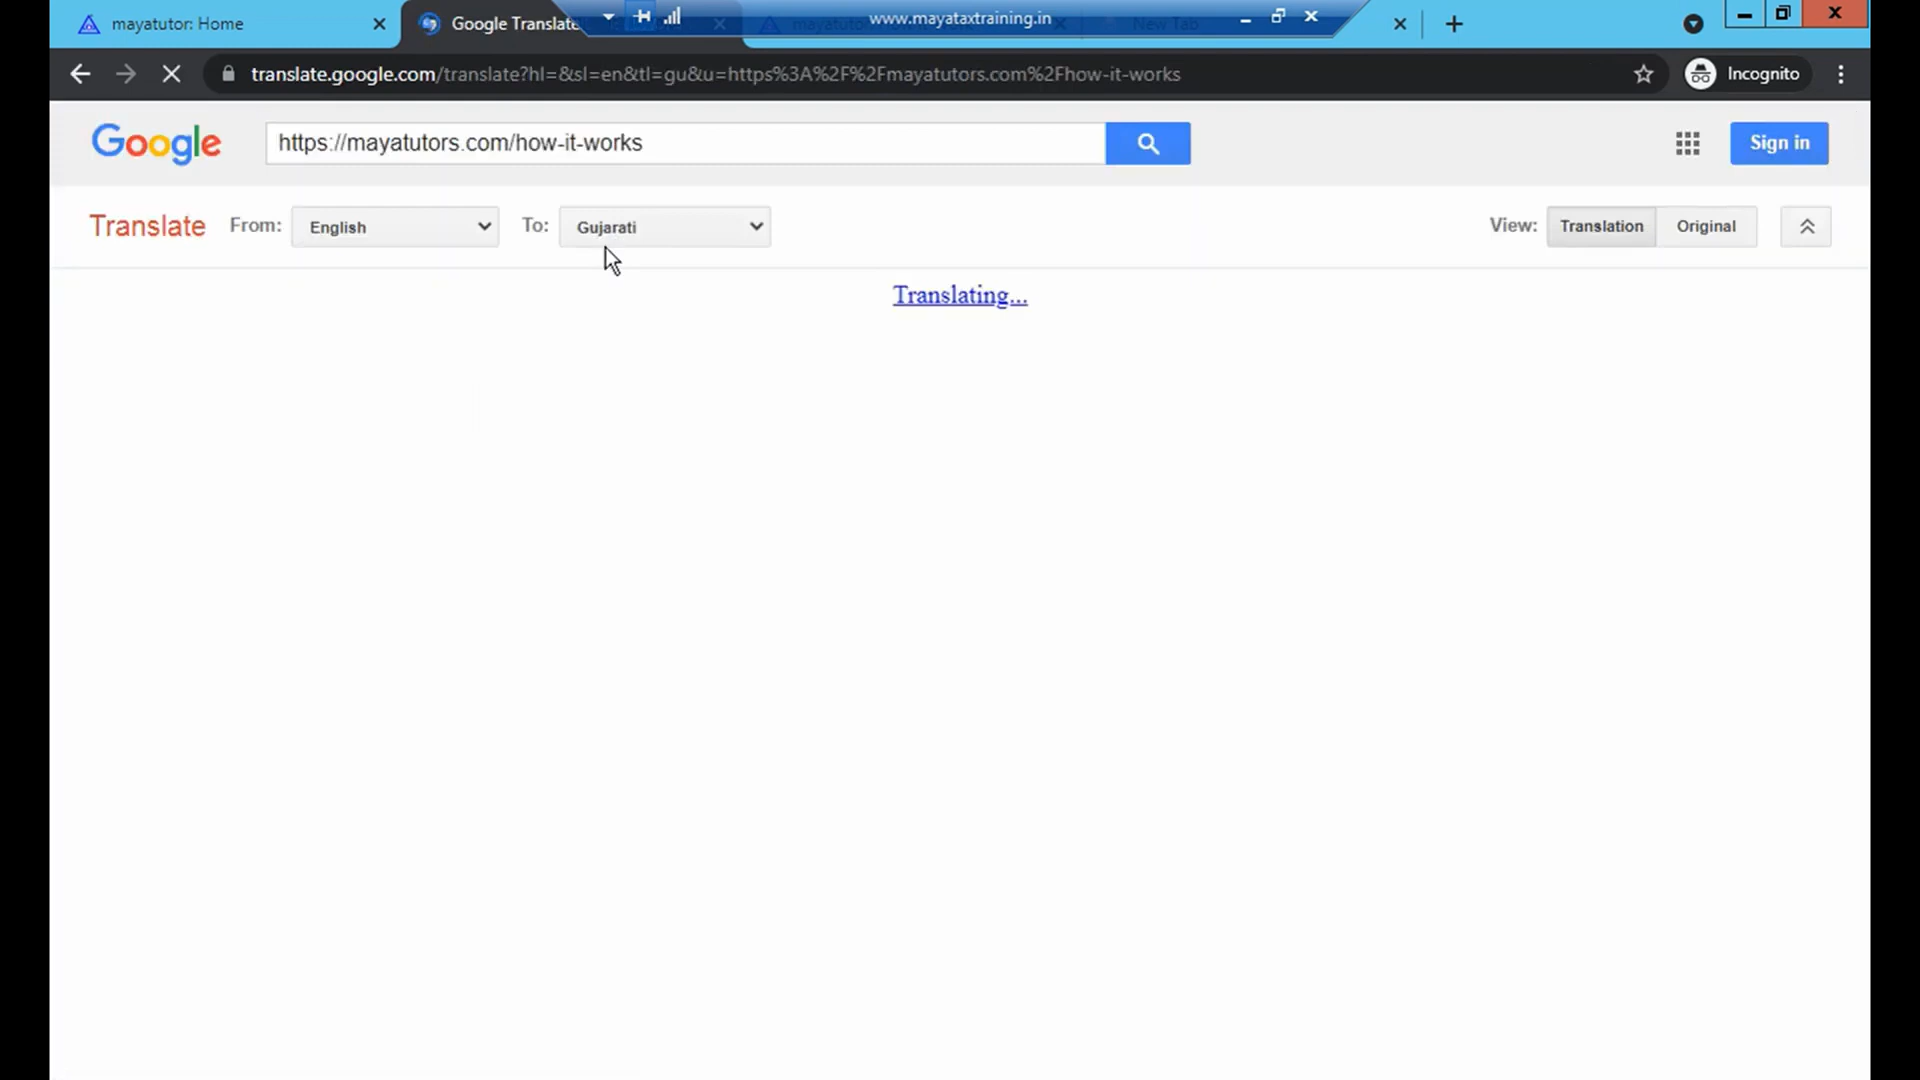 mayatutor: Home
Google Translate
www.mayataxtraining.in
New Tab
translate.google.com/translate?hl=&sl=en&tl=gu&u=https%3A%2F%2Fmayatutors.com%2Fhow-it-works
Incognito
Google
https://mayatutors.com/how-it-works
Sign in
Translate From: English To: Gujarati View: Translation Original
Translating...